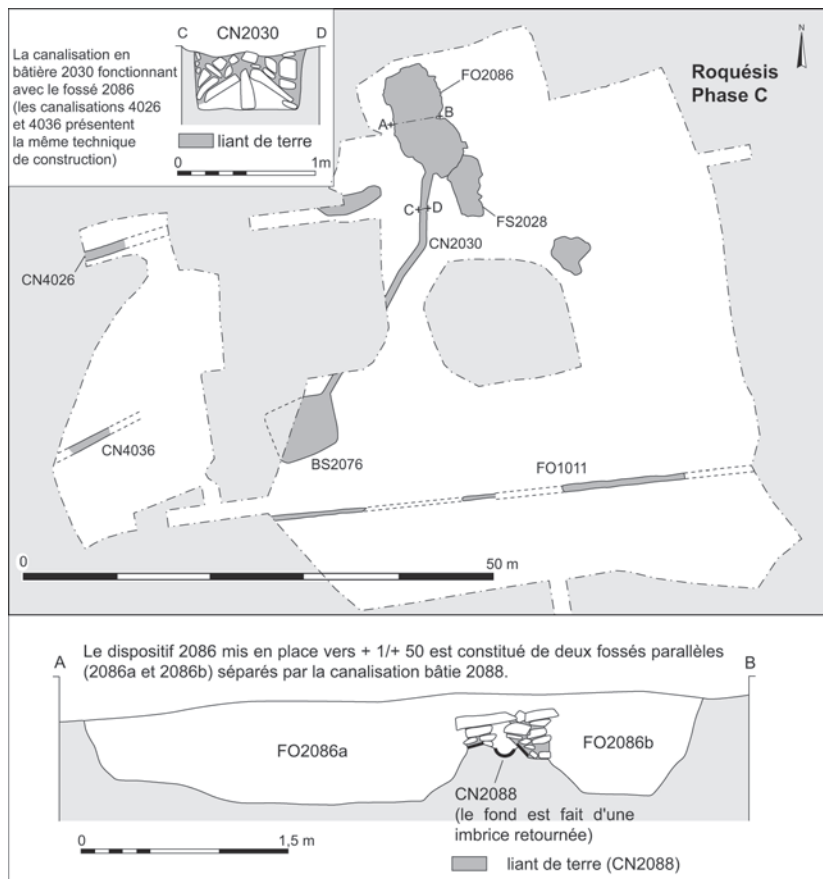 C CN2030 D
La canalisation en
bâtière 2030 fonctionnant
avec le fossé 2086
(les canalisations 4026
et 4036 présentent
la même technique
de construction)
liant de terre
0 1m
N
Roquésis
Phase C
FO2086
A
B
C
D
FS2028
CN2030
CN4026
CN4036
BS2076
FO1011
0 50 m
Le dispositif 2086 mis en place vers + 1/+ 50 est constitué de deux fossés parallèles
(2086a et 2086b) séparés par la canalisation bâtie 2088.
A B
FO2086a
FO2086b
CN2088
(le fond est fait d'une
imbrice retournée)
0 1,5 m
liant de terre (CN2088)